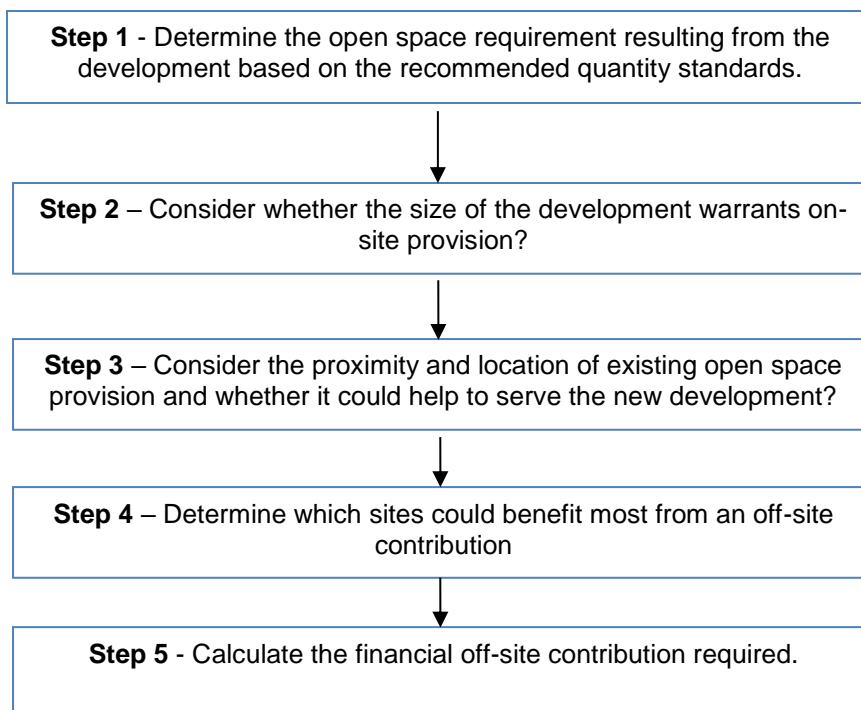 Step 1 - Determine the open space requirement resulting from the
development based on the recommended quantity standards.
Step 2 – Consider whether the size of the development warrants on-
site provision?
Step 3 – Consider the proximity and location of existing open space
provision and whether it could help to serve the new development?
Step 4 – Determine which sites could benefit most from an off-site
contribution
Step 5 - Calculate the financial off-site contribution required.